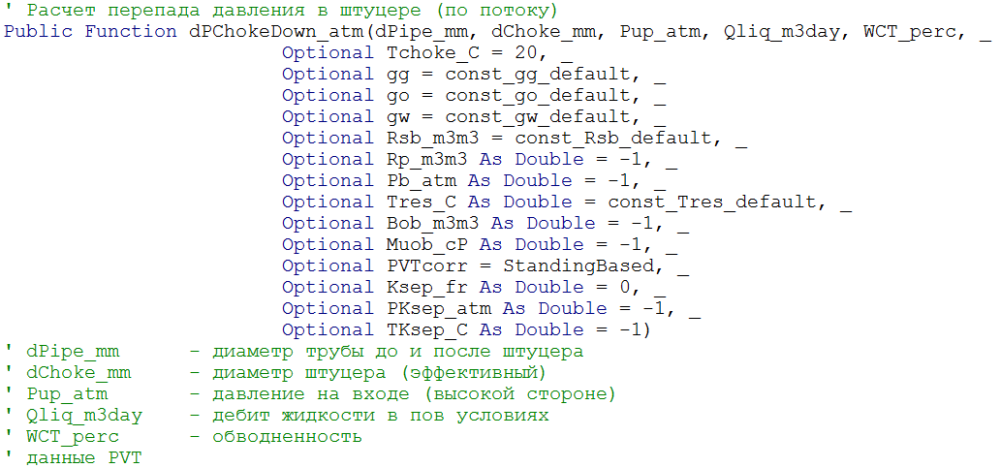 ' Расчет перепада давления в штуцере (по потоку)
Public Function dPChokeDown_atm(dPipe_mm, dChoke_mm, Pup_atm, Qliq_m3day, WCT_perc, _
Optional Tchoke_C = 20, _
Optional gg = const_gg_default, _
Optional go = const_go_default, _
Optional gw = const_gw_default, _
Optional Rsb_m3m3 = const_Rsb_default, _
Optional Rp_m3m3 As Double = -1, _
Optional Pb_atm As Double = -1, _
Optional Tres_C As Double = const_Tres_default, _
Optional Bob_m3m3 As Double = -1, _
Optional Muob_cP As Double = -1, _
Optional PVTcorr = StandingBased, _
Optional Ksep_fr As Double = 0, _
Optional PKsep_atm As Double = -1, _
Optional TKsep_C As Double = -1)
' dPipe_mm - диаметр трубы до и после штуцера
' dChoke_mm - диаметр штуцера (эффективный)
' Pup_atm - давление на входе (высокой стороне)
' Qliq_m3day - дебит жидкости в пов условиях
' WCT_perc - обводненность
' данные PVT